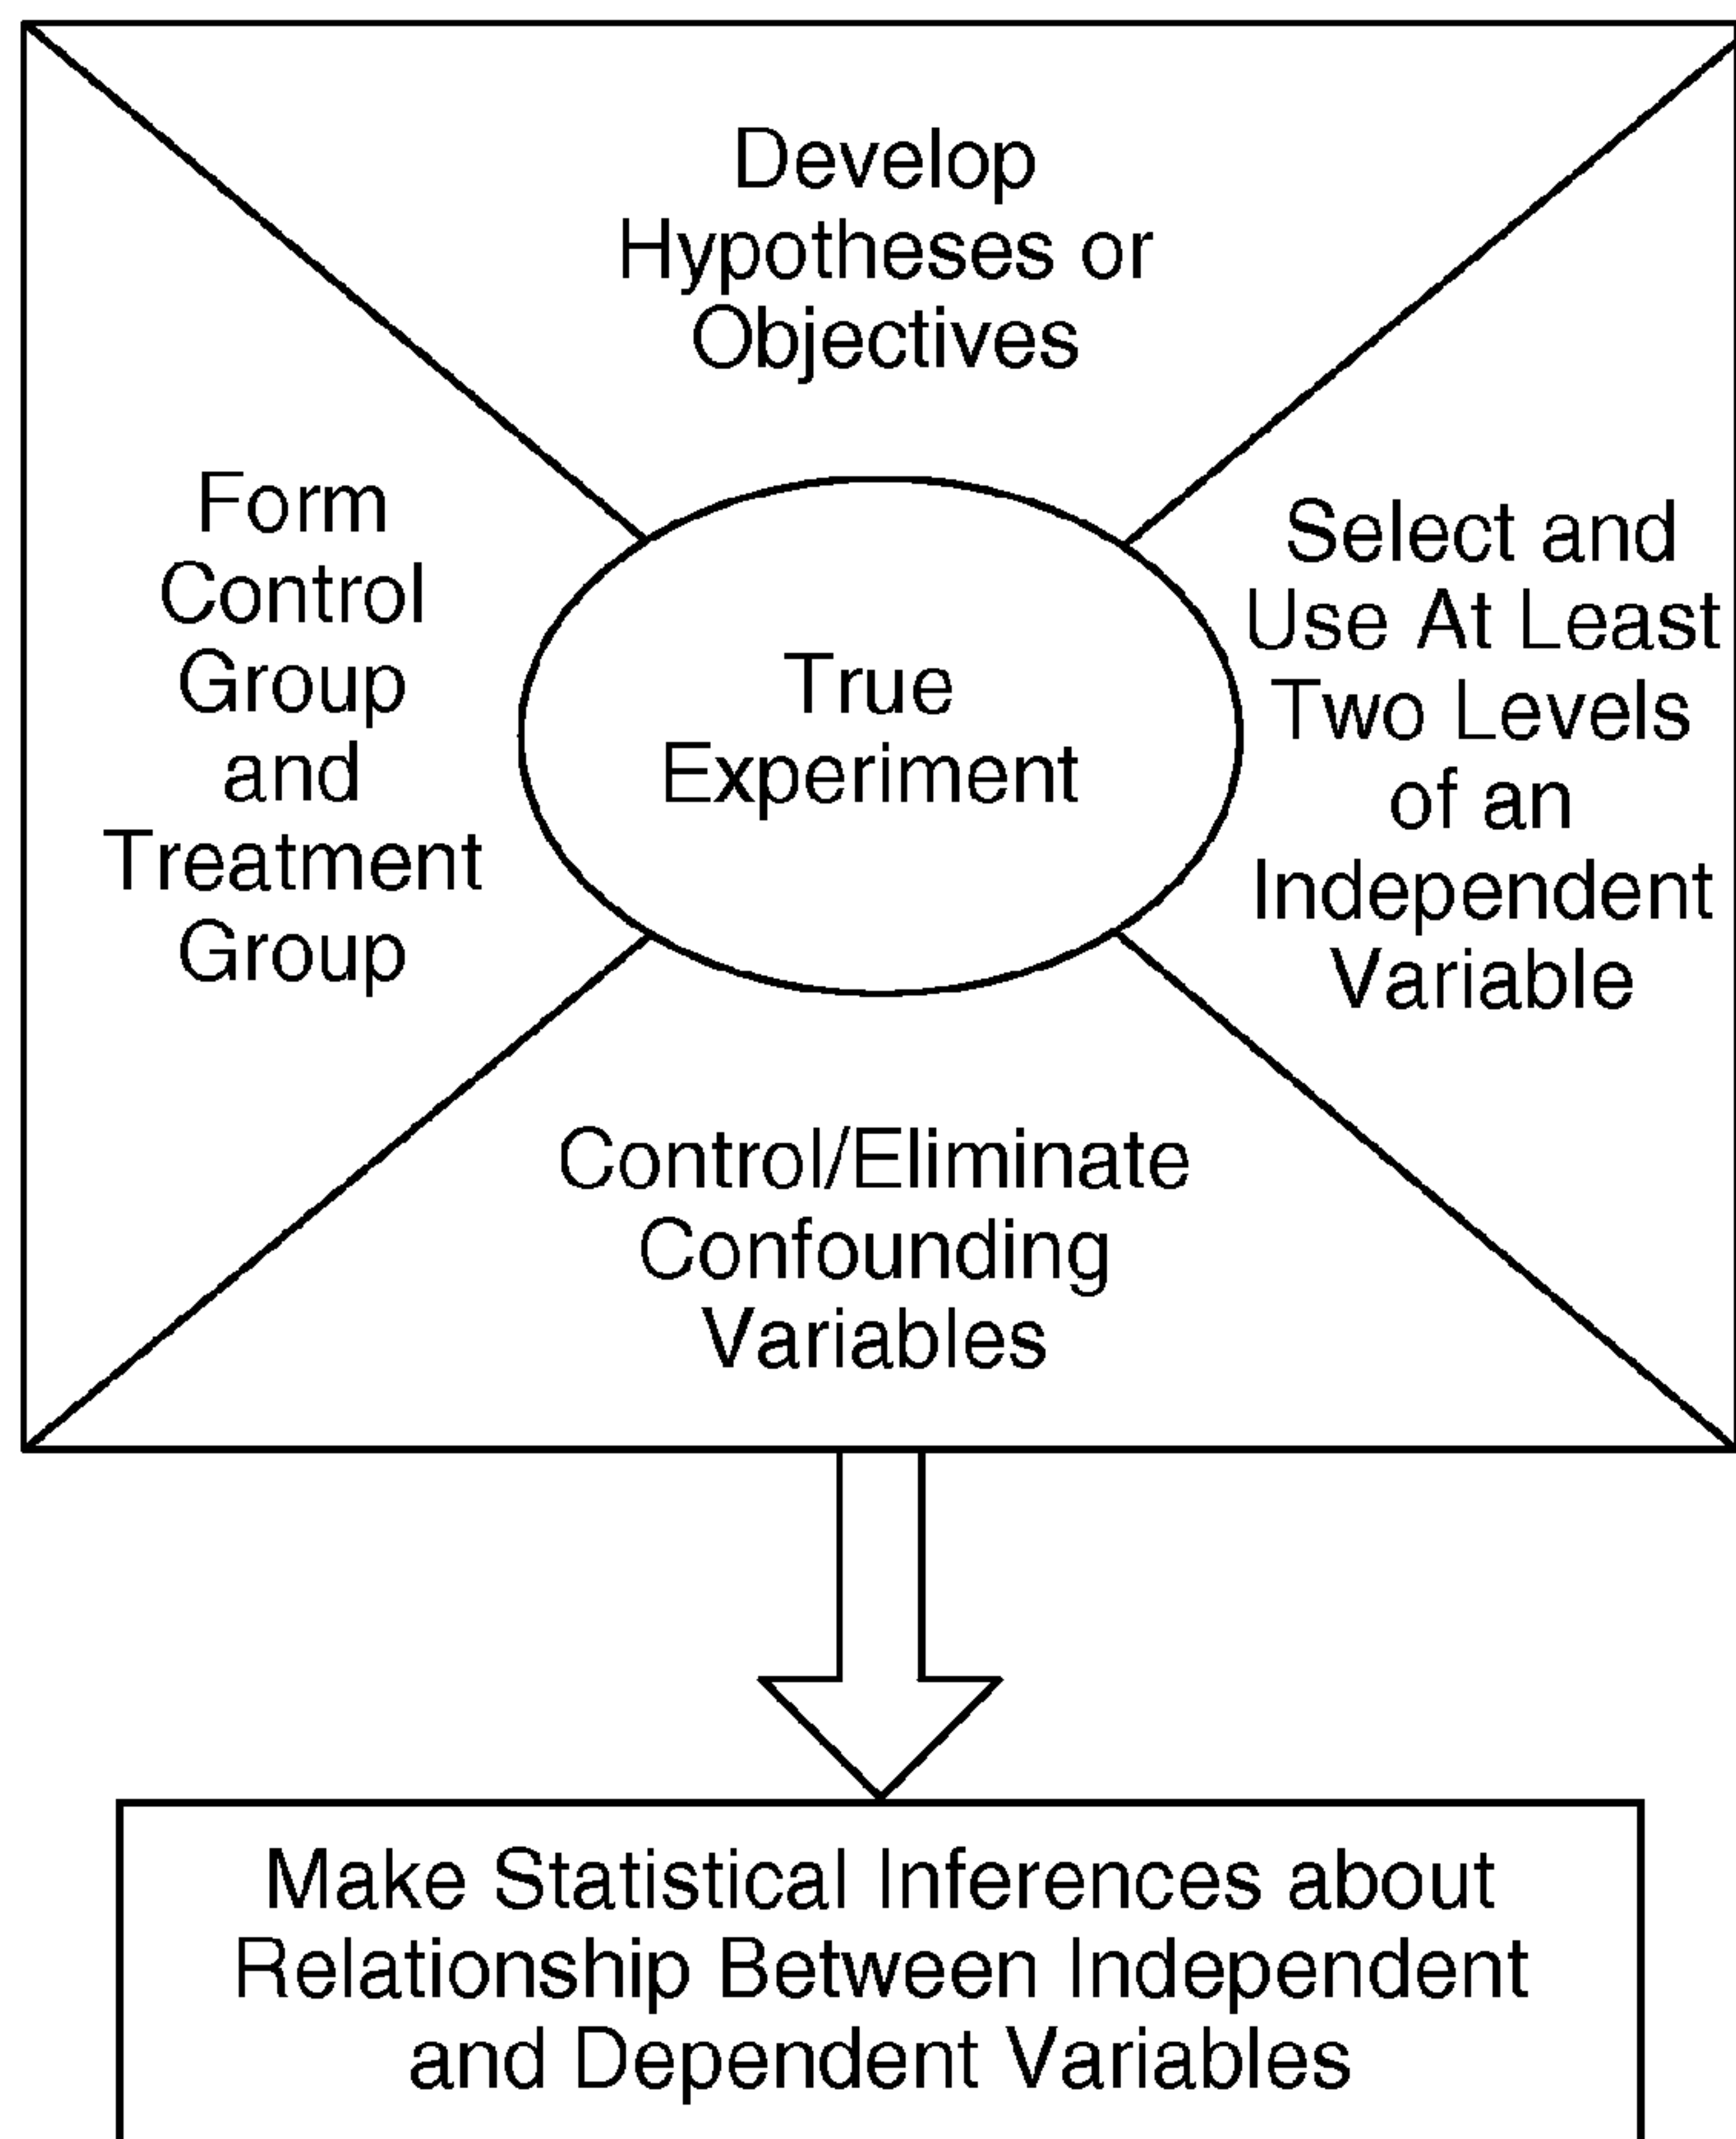 Develop
Hypotheses or
Objectives
Form
Control
Group
and
Treatment
Group
True
Experiment
Select and
Use At Least
Two Levels
of an
Independent
Variable
Control/Eliminate
Confounding
Variables
Make Statistical Inferences about
Relationship Between Independent
and Dependent Variables